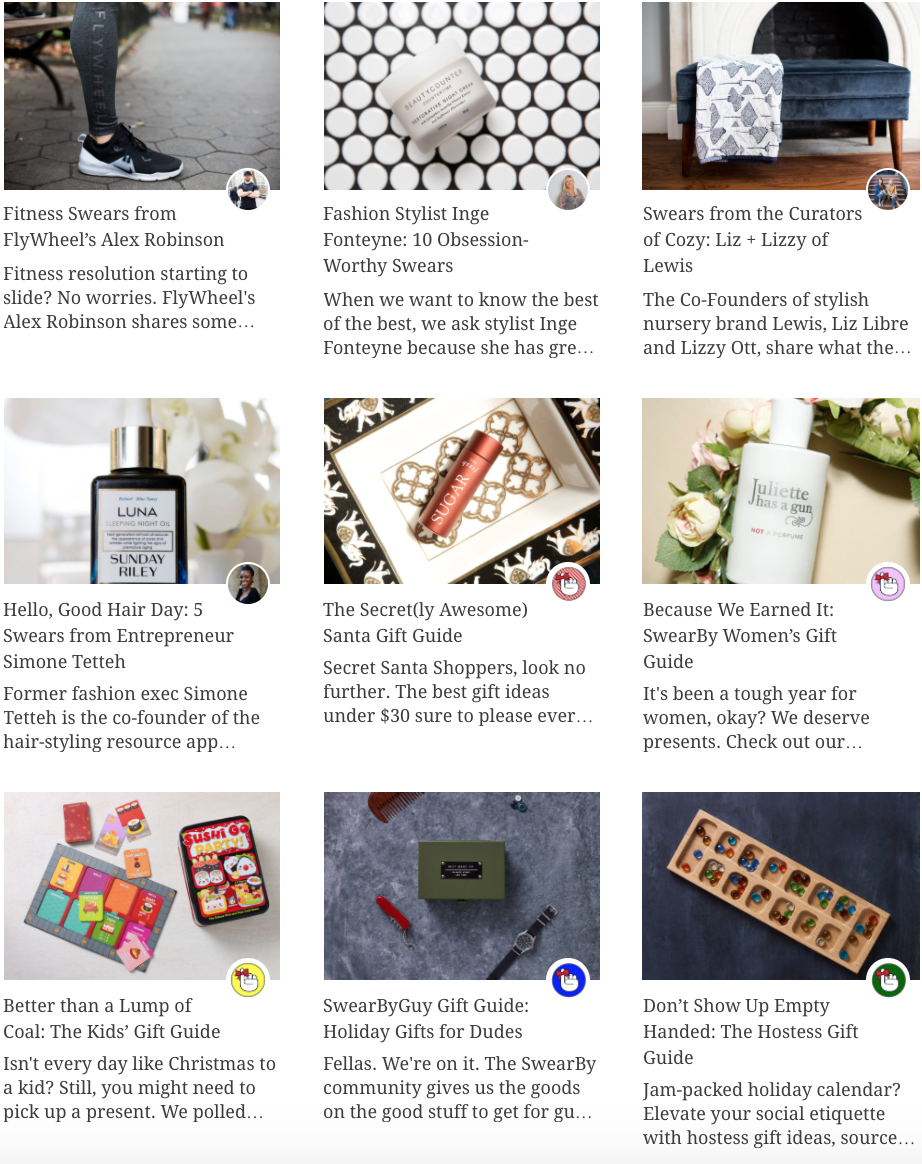 FLYWHEEL
BEAUTYCOUNTER
COUNTERTIME
RESTORATIVE NIGHT CREAM
Fitness Swears from
FlyWheel’s Alex Robinson
Fitness resolution starting to
slide? No worries. FlyWheel's
Alex Robinson shares some…
Fashion Stylist Inge
Fonteyne: 10 Obsession-
Worthy Swears
When we want to know the best
of the best, we ask stylist Inge
Fonteyne because she has gre…
Swears from the Curators
of Cozy: Liz + Lizzy of
Lewis
The Co-Founders of stylish
nursery brand Lewis, Liz Libre
and Lizzy Ott, share what the…
LUNA
SLEEPING NIGHT OIL
SUNDAY
RILEY
fresh
SUGAR
Juliette
has a gun
NOT A PERFUME
Hello, Good Hair Day: 5
Swears from Entrepreneur
Simone Tetteh
Former fashion exec Simone
Tetteh is the co-founder of the
hair-styling resource app…
The Secret(ly Awesome)
Santa Gift Guide
Secret Santa Shoppers, look no
further. The best gift ideas
under $30 sure to please ever…
Because We Earned It:
SwearBy Women’s Gift
Guide
It's been a tough year for
women, okay? We deserve
presents. Check out our…
SUSHI GO
PARTY!
Better than a Lump of
Coal: The Kids’ Gift Guide
Isn't every day like Christmas to
a kid? Still, you might need to
pick up a present. We polled…
SwearByGuy Gift Guide:
Holiday Gifts for Dudes
Fellas. We're on it. The SwearBy
community gives us the goods
on the good stuff to get for gu…
Don’t Show Up Empty
Handed: The Hostess Gift
Guide
Jam-packed holiday calendar?
Elevate your social etiquette
with hostess gift ideas, source…